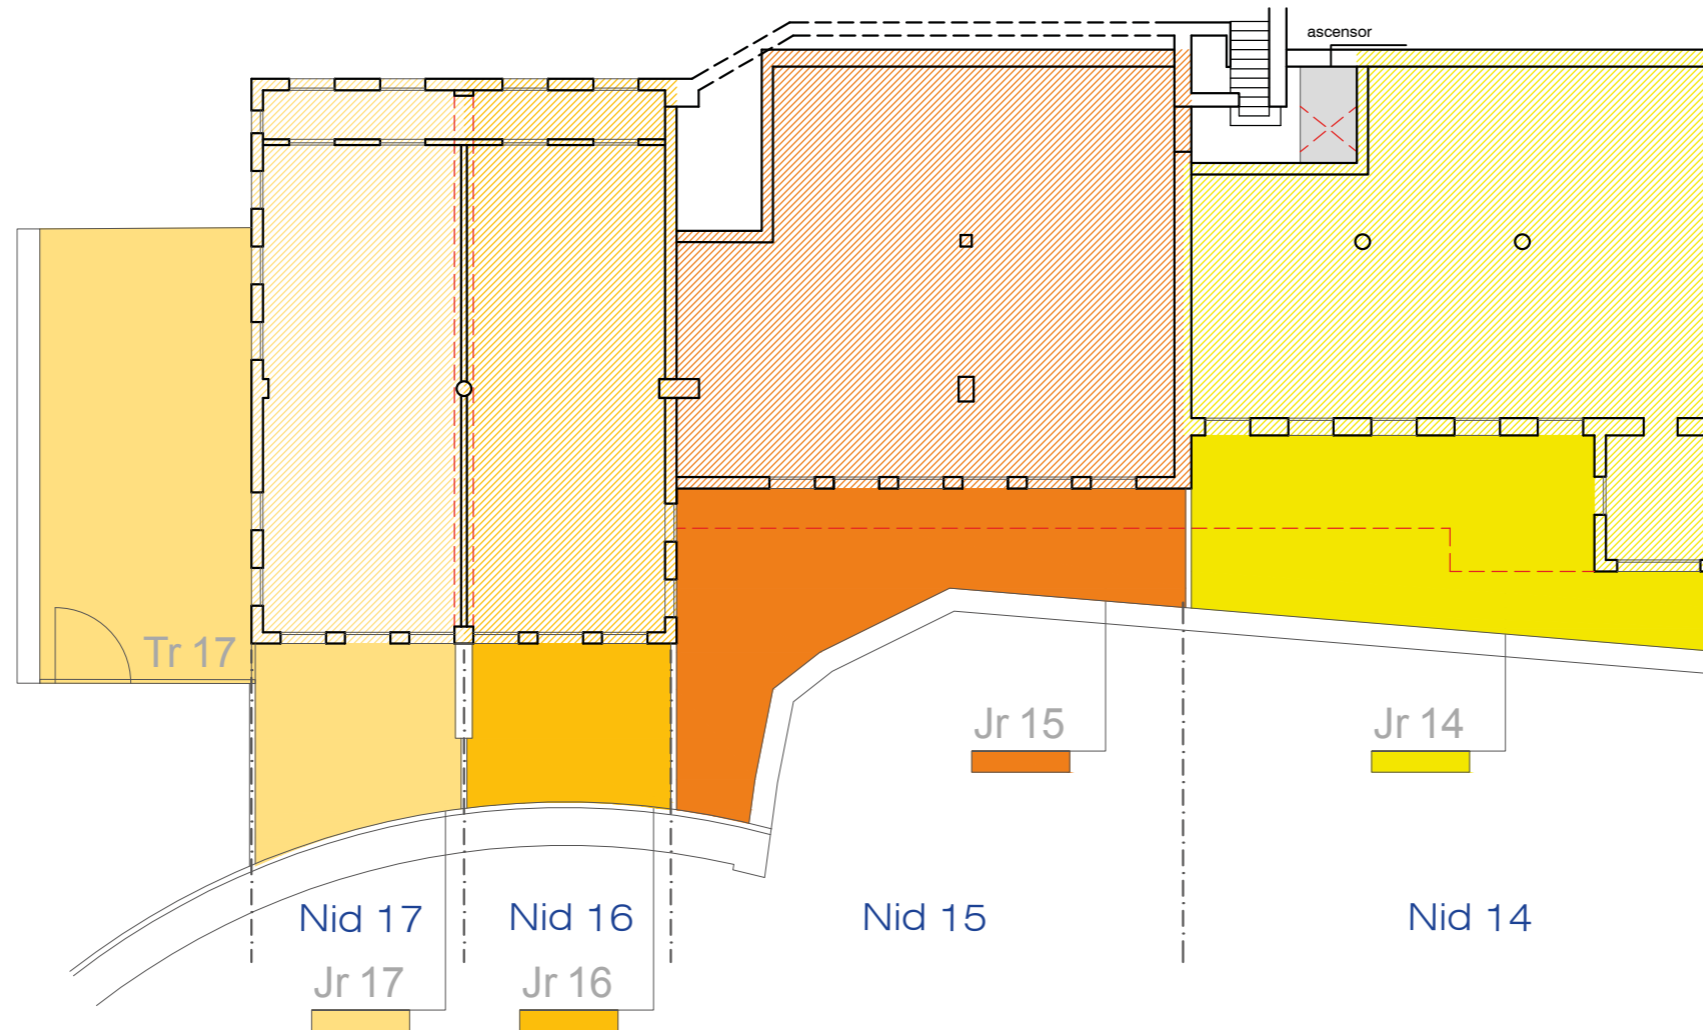 ascensor
Tr 17
Jr 15
Jr 14
Nid 17
Nid 16
Nid 15
Nid 14
Jr 17
Jr 16